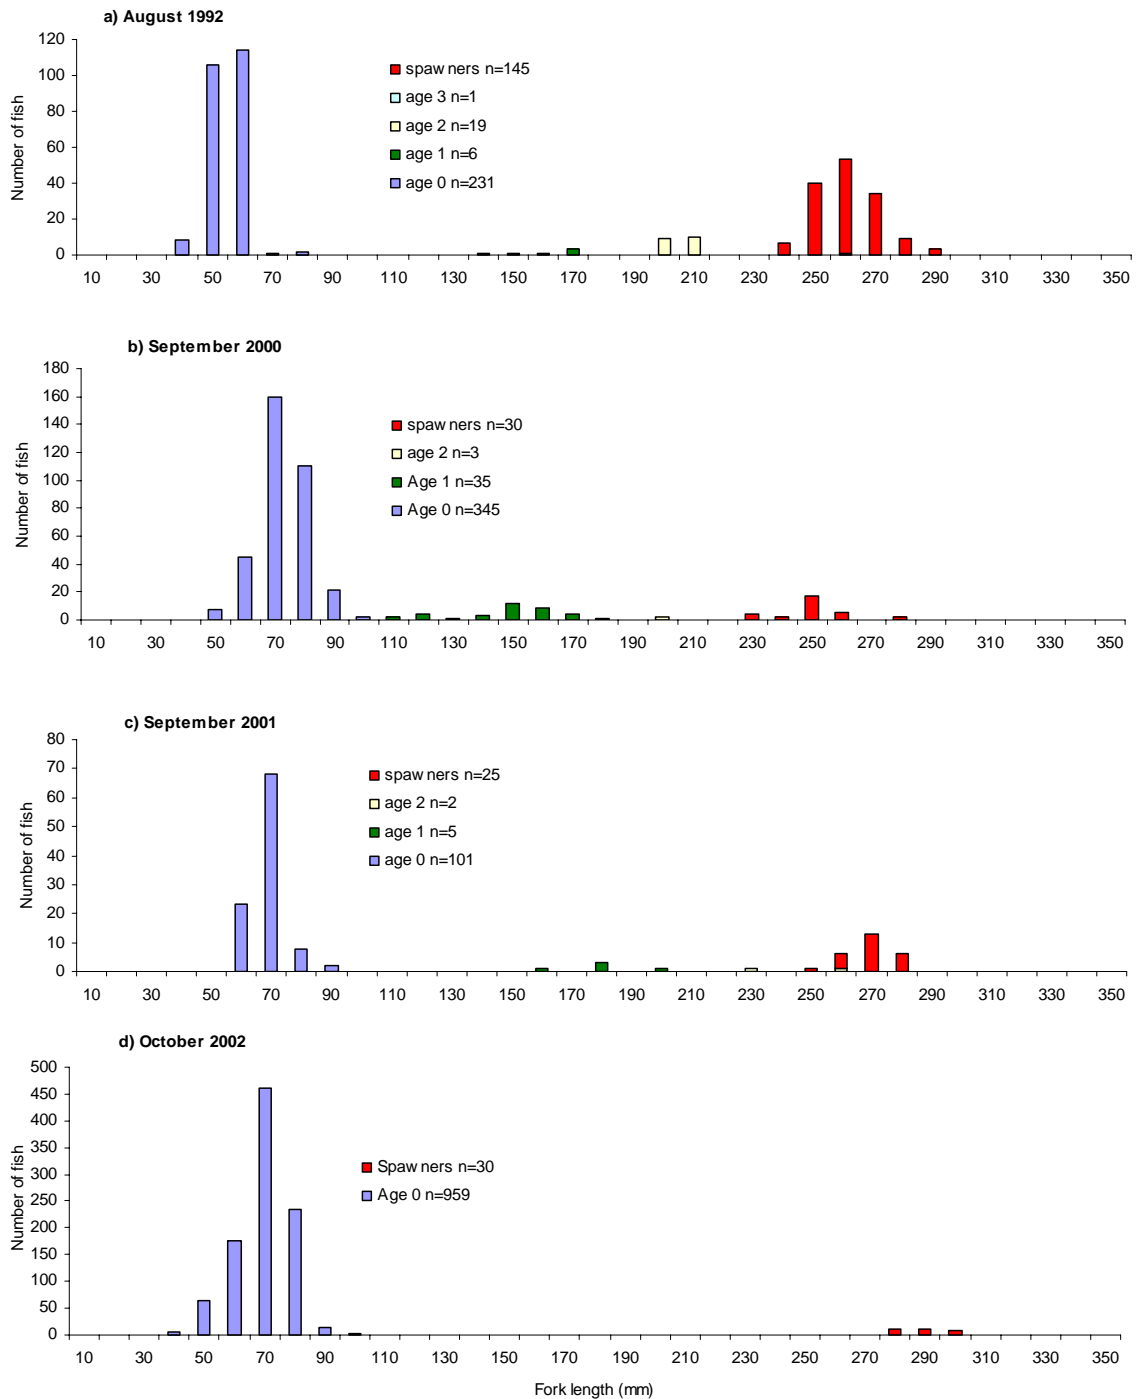 a) August 1992
120
100
80
60
40
20
0
Number of fish
spawners n=145
age 3 n=1
age 2 n=19
age 1 n=6
age 0 n=231
10 30 50 70 90 110 130 150 170 190 210 230 250 270 290 310 330 350
b) September 2000
180
160
140
120
100
80
60
40
20
0
Number of fish
spawners n=30
age 2 n=3
Age 1 n=35
Age 0 n=345
10 30 50 70 90 110 130 150 170 190 210 230 250 270 290 310 330 350
c) September 2001
80
70
60
50
40
30
20
10
0
Number of fish
spawners n=25
age 2 n=2
age 1 n=5
age 0 n=101
10 30 50 70 90 110 130 150 170 190 210 230 250 270 290 310 330 350
d) October 2002
500
450
400
350
300
250
200
150
100
50
0
Number of fish
Spawners n=30
Age 0 n=959
10 30 50 70 90 110 130 150 170 190 210 230 250 270 290 310 330 350
Fork length (mm)